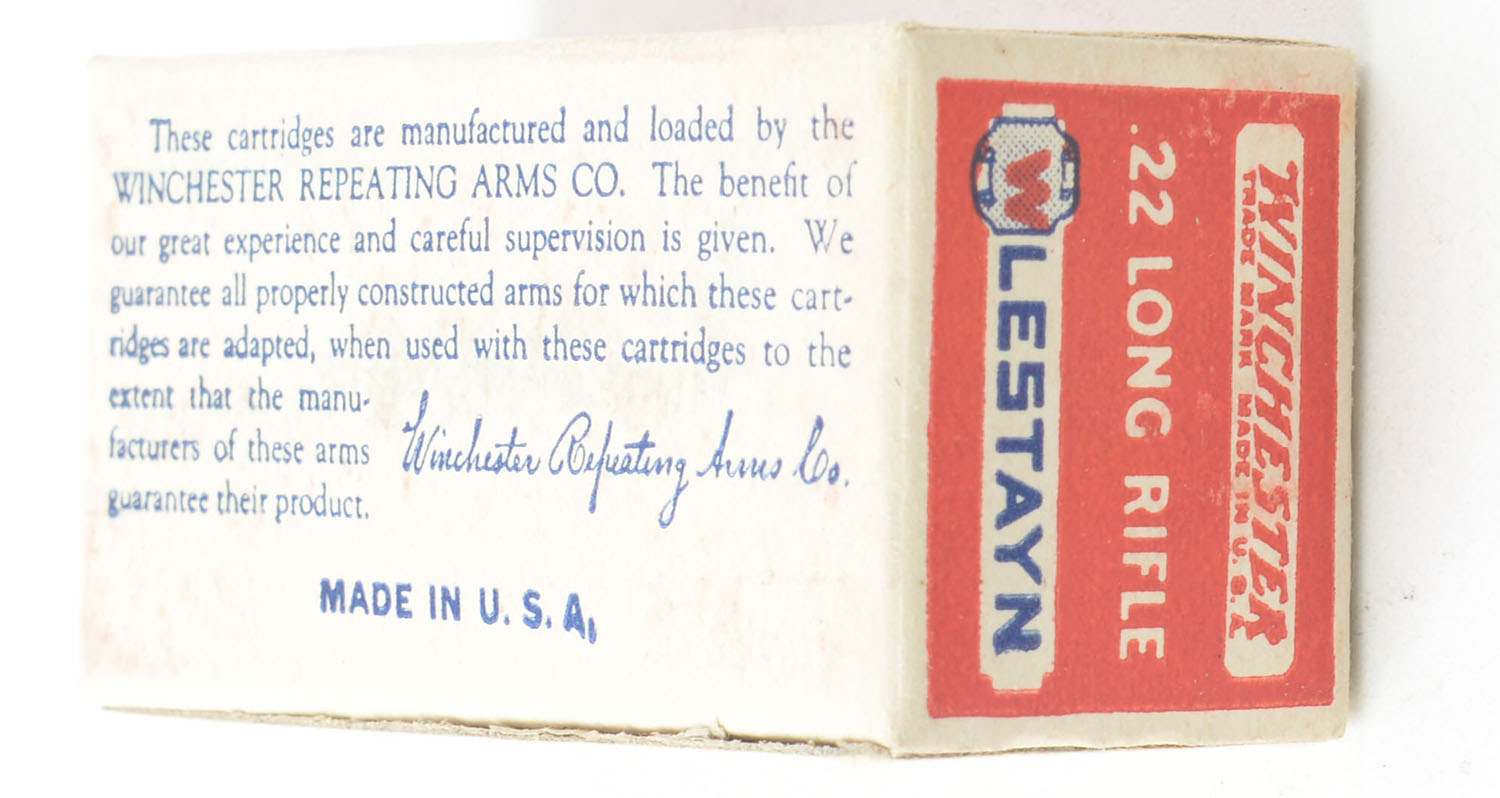 These cartridges are manufactured and loaded by the
WINCHESTER REPEATING ARMS CO. The benefit of
our great experience and careful supervision is given. We
guarantee all properly constructed arms for which these cart-
ridges are adapted, when used with these cartridges to the
extent that the manu-
facturers of these arms
guarantee their product.
Winchester Repeating Arms Co.
MADE IN U. S. A,
WINCHESTER
TRADE MARK MADE IN U.S.A
.22 LONG RIFLE
W LESTAYN